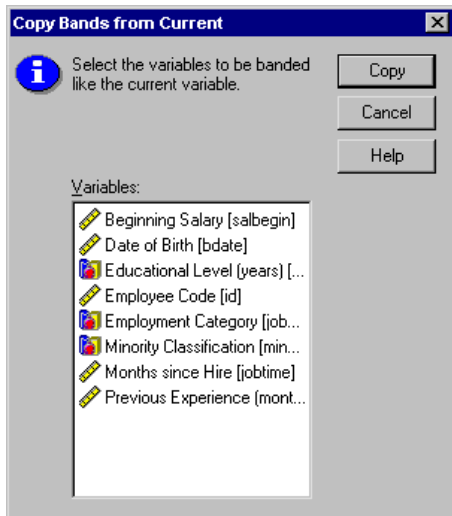 Copy Bands from Current
Select the variables to be banded
like the current variable.
Copy
Cancel
Help
Variables:
Beginning Salary [salbegin]
Date of Birth [bdate]
Educational Level (years) [...
Employee Code [id]
Employment Category [job...
Minority Classification [min...
Months since Hire [jobtime]
Previous Experience (mont...